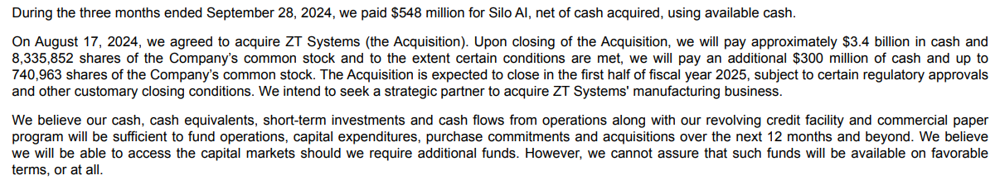 During the three months ended September 28, 2024, we paid $548 million for Silo AI, net of cash acquired, using available cash.
On August 17, 2024, we agreed to acquire ZT Systems (the Acquisition). Upon closing of the Acquisition, we will pay approximately $3.4 billion in cash and
8,335,852 shares of the Company’s common stock and to the extent certain conditions are met, we will pay an additional $300 million of cash and up to
740,963 shares of the Company’s common stock. The Acquisition is expected to close in the first half of fiscal year 2025, subject to certain regulatory approvals
and other customary closing conditions. We intend to seek a strategic partner to acquire ZT Systems' manufacturing business.
We believe our cash, cash equivalents, short-term investments and cash flows from operations along with our revolving credit facility and commercial paper
program will be sufficient to fund operations, capital expenditures, purchase commitments and acquisitions over the next 12 months and beyond. We believe
we will be able to access the capital markets should we require additional funds. However, we cannot assure that such funds will be available on favorable
terms, or at all.